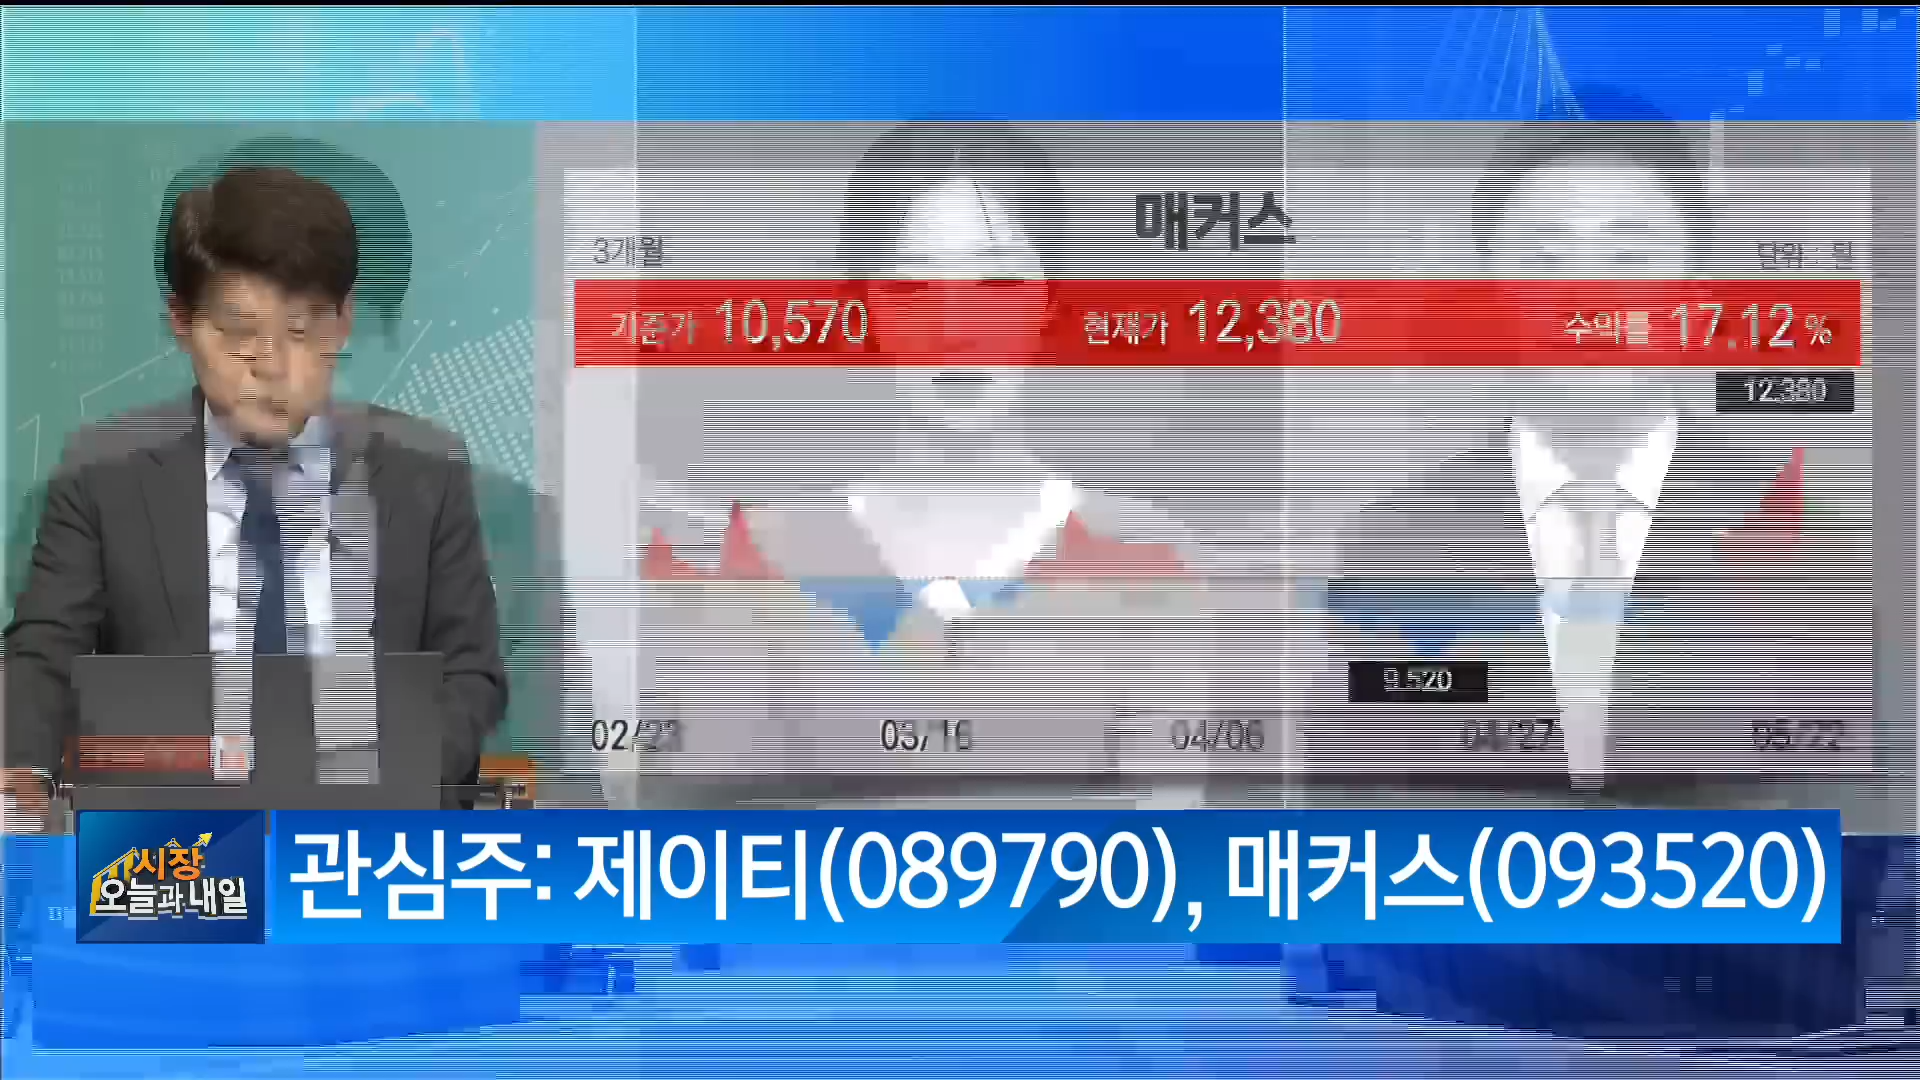 매커스
3개월
단위 : 원
기준가 10,570
현재가 12,380
수익률 17.12 %
12,380
9,520
02/23
03/16
04/06
04/27
05/22
시장
오늘과 내일
관심주: 제이티(089790), 매커스(093520)